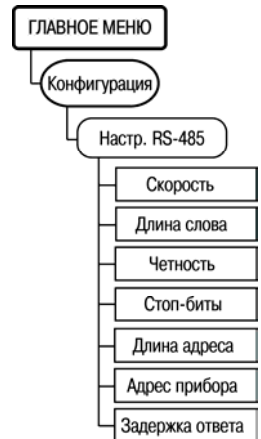 ГЛАВНОЕ МЕНЮ
Конфигурация
Настр. RS-485
Скорость
Длина слова
Четность
Стоп-биты
Длина адреса
Адрес прибора
Задержка ответа